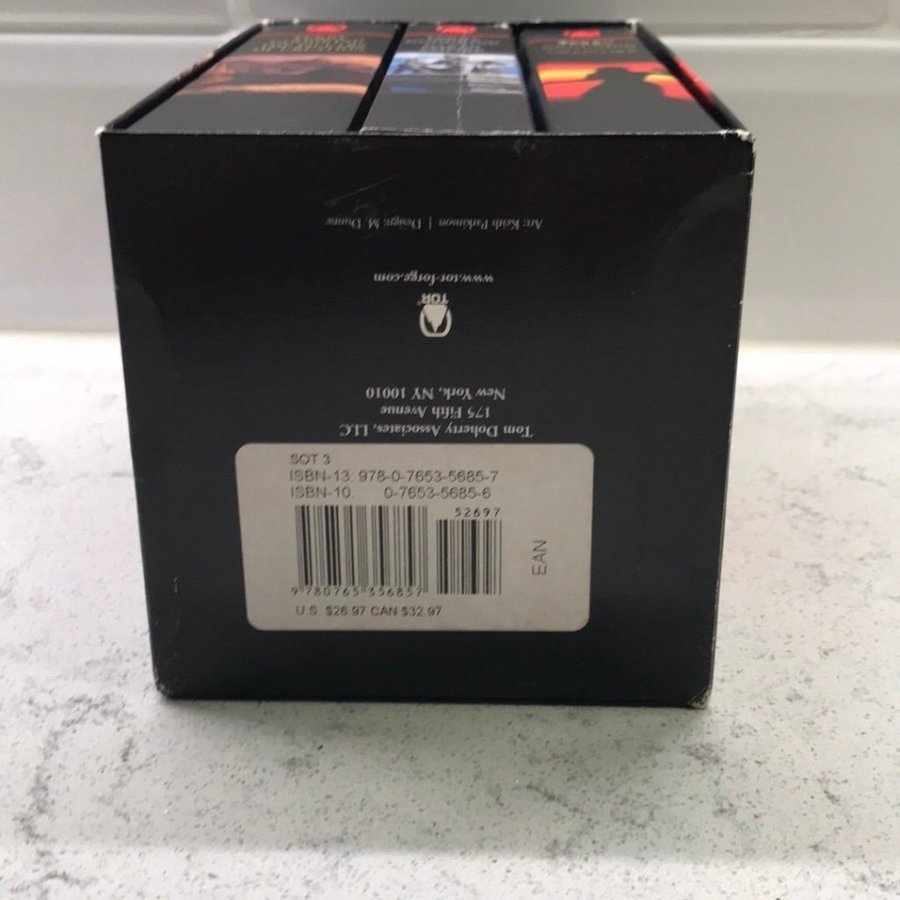 Art: Keith Parkinson | Design: M. Dunne
www.tor-forge.com
TOR
Tom Doherty Associates, LLC
175 Fifth Avenue
New York, NY 10010
SOT 3
ISBN-13: 978-0-7653-5685-7
ISBN-10: 0-7653-5685-6
52697
EAN
9 780765 356857
U.S. $26.97 CAN $32.97